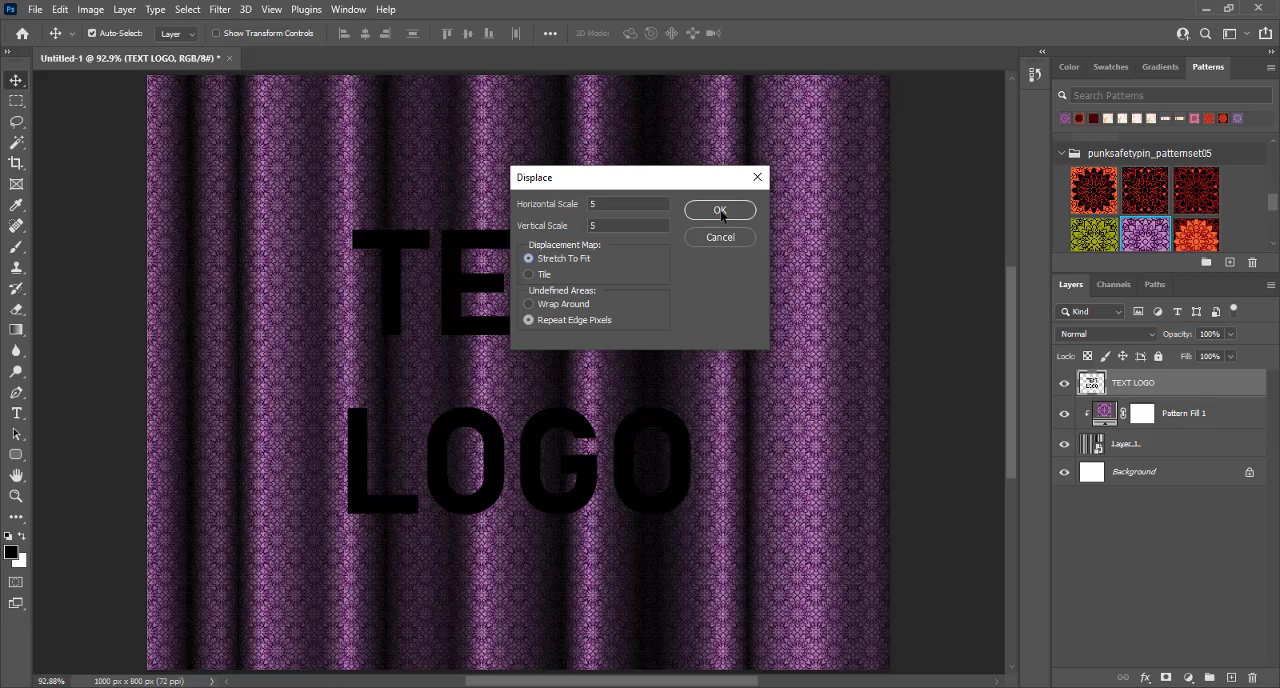 Ps File Edit Image Layer Type Select Filter 3D View Plugins Window Help
Auto-Select: Layer Show Transform Controls 3D Mode:
Untitled-1 @ 92.9% (TEXT LOGO, RGB/8#) *
Color Swatches Gradients Patterns
Search Patterns
punksafetypin_patternset05
Displace
Horizontal Scale 5
OK
Vertical Scale 5
Cancel
Displacement Map:
Stretch To Fit
Tile
Undefined Areas:
Wrap Around
Repeat Edge Pixels
TE
LOGO
Layers Channels Paths
Kind
Normal Opacity: 100%
Lock: Fill: 100%
TEXT LOGO
Pattern Fill 1
Layer 1
Background
fx
92.88% 1000 px x 800 px (72 ppi)